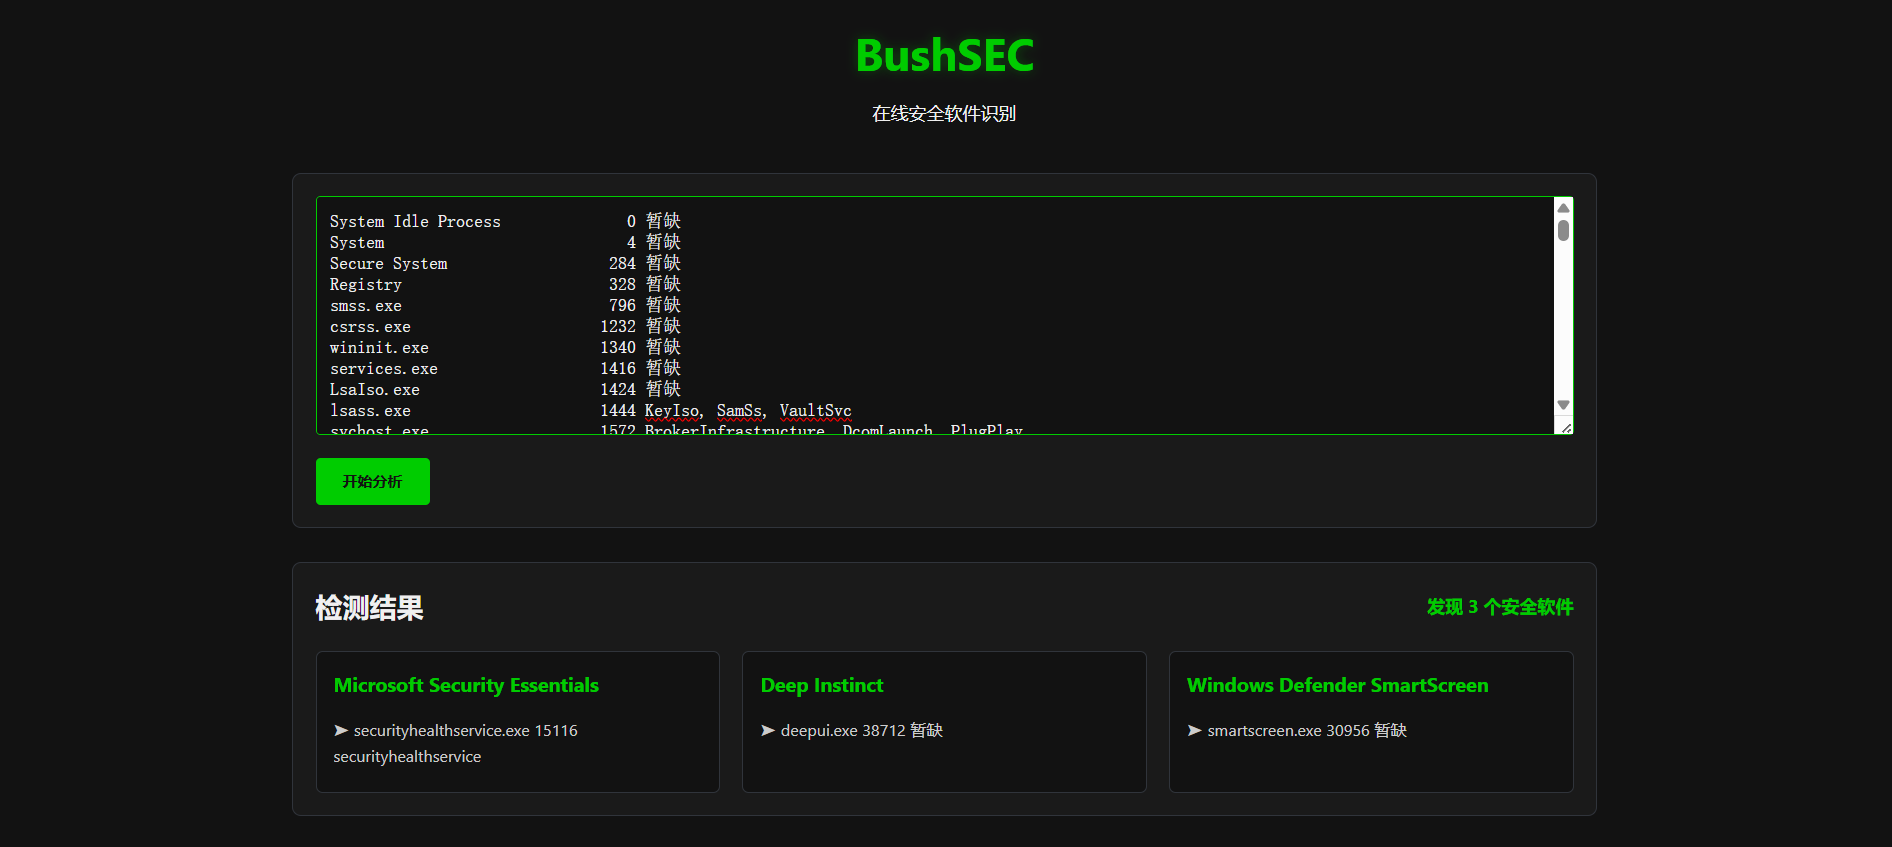 BushSEC
在线安全软件识别
System Idle Process 0 暂缺
System 4 暂缺
Secure System 284 暂缺
Registry 328 暂缺
smss.exe 796 暂缺
csrss.exe 1232 暂缺
wininit.exe 1340 暂缺
services.exe 1416 暂缺
LsaIso.exe 1424 暂缺
lsass.exe 1444 KeyIso, SamSs, VaultSvc
svchost.exe 1572 BrokerInfrastructure, DcomLaunch, PlugPlay,
开始分析
检测结果
发现 3 个安全软件
Microsoft Security Essentials
➤ securityhealthservice.exe 15116
securityhealthservice
Deep Instinct
➤ deepui.exe 38712 暂缺
Windows Defender SmartScreen
➤ smartscreen.exe 30956 暂缺